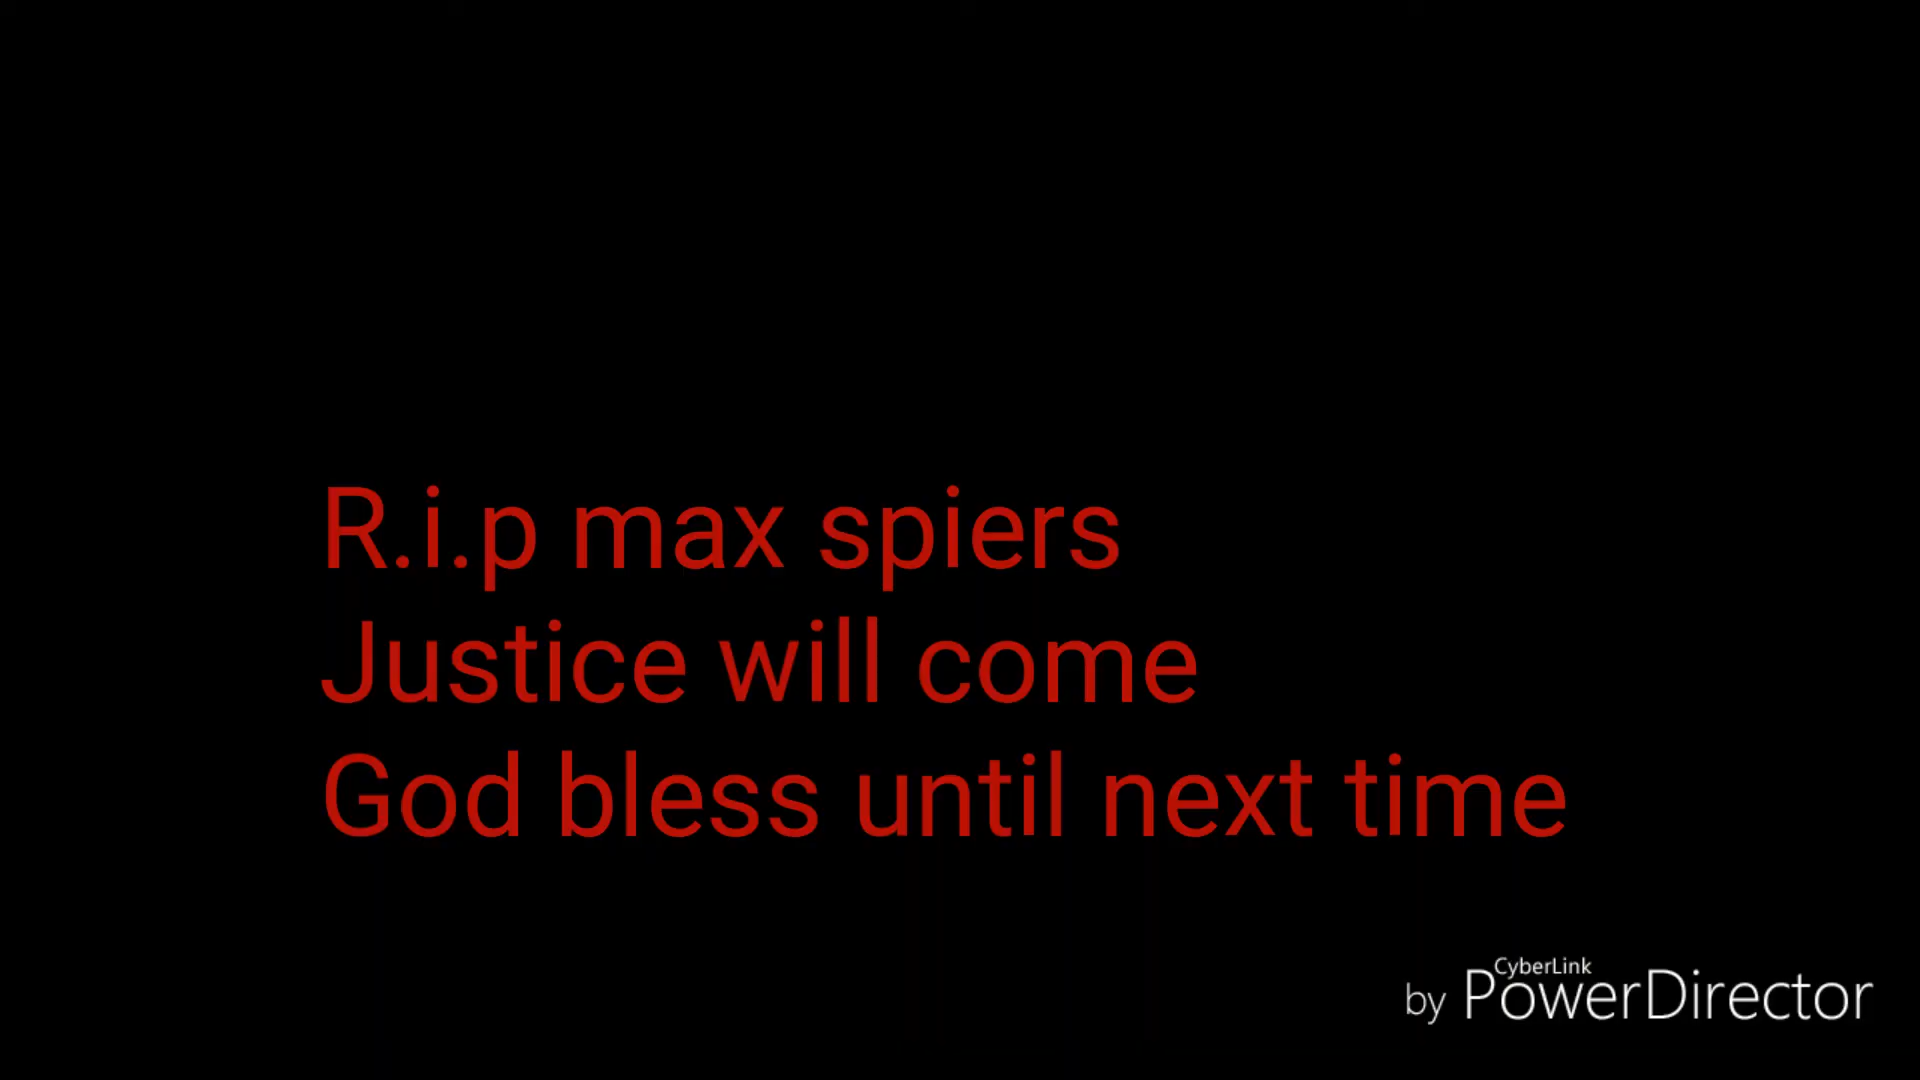 R.i.p max spiers
Justice will come
God bless until next time
CyberLink
by PowerDirector